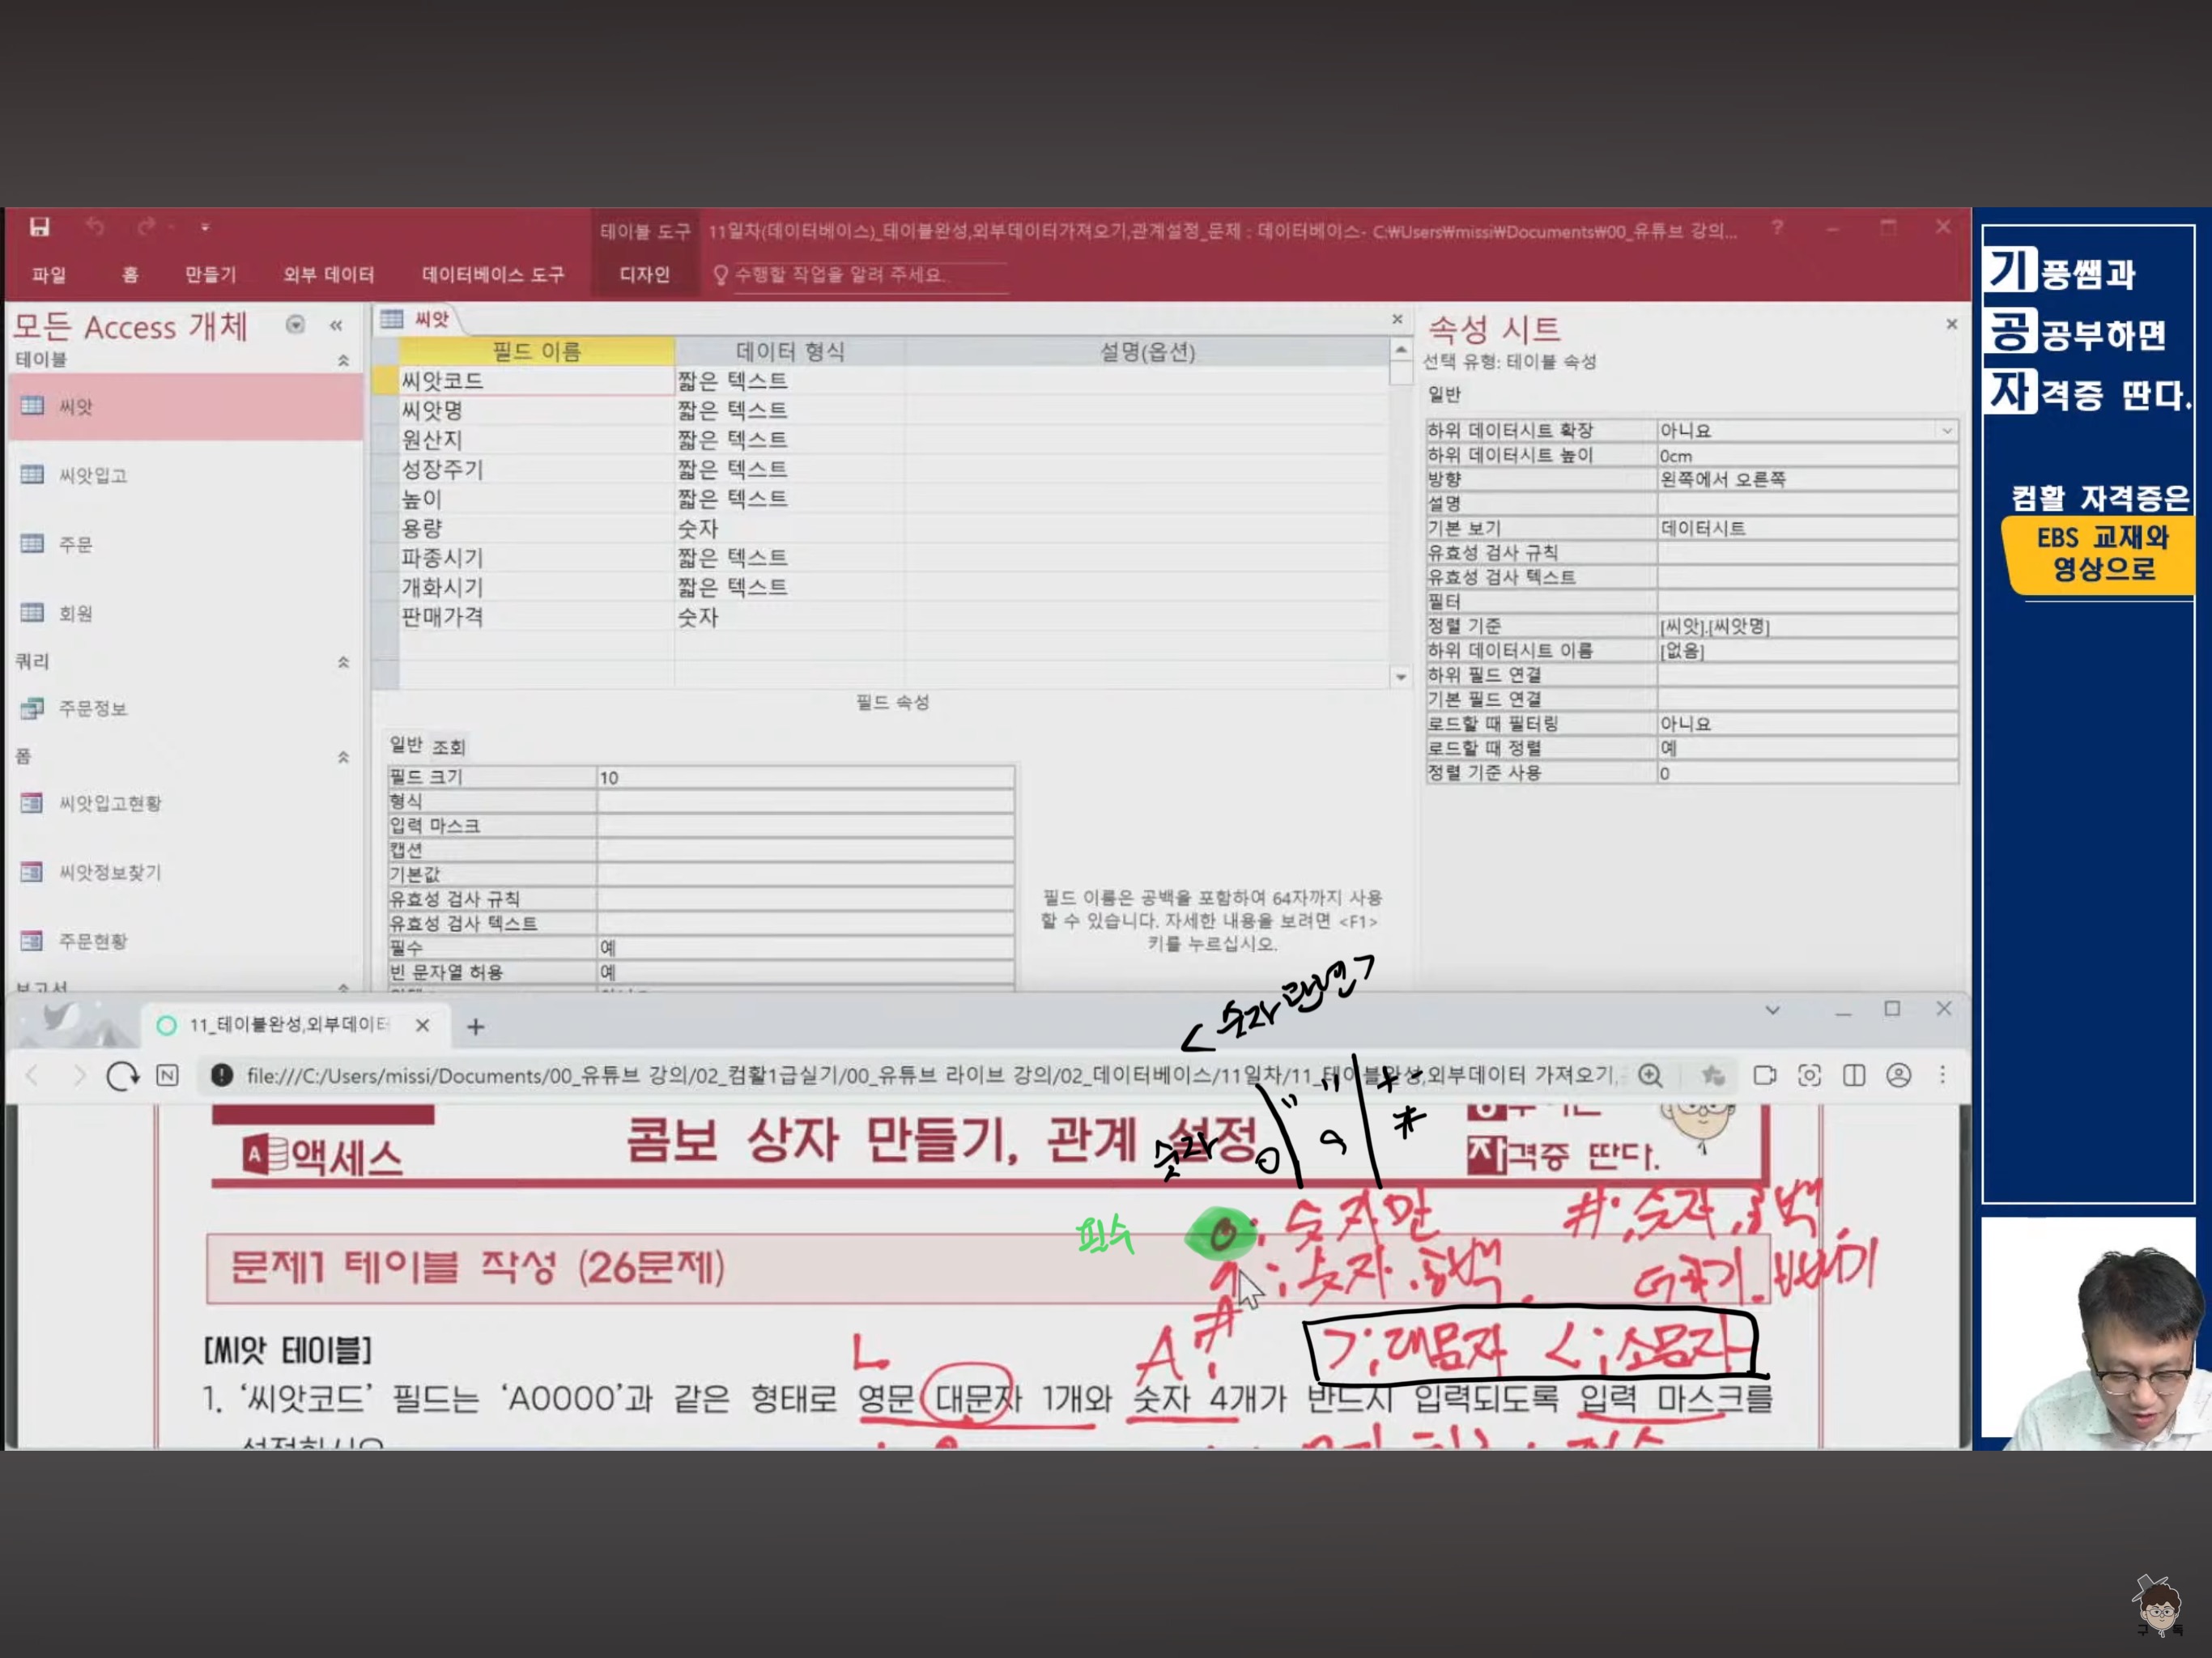 테이블 도구
11일차(데이터베이스)_테이블완성,외부데이터가져오기,관계설정_문제 : 데이터베이스- C:₩Users₩missi₩Documents₩00_유튜브 강의...
파일 홈 만들기 외부 데이터 데이터베이스 도구 디자인 수행할 작업을 알려 주세요.
모든 Access 개체 «
테이블
씨앗
씨앗입고
주문
회원
쿼리
주문정보
폼
씨앗입고현황
씨앗정보찾기
주문현황
보고서
씨앗
필드 이름 데이터 형식 설명(옵션)
씨앗코드 짧은 텍스트
씨앗명 짧은 텍스트
원산지 짧은 텍스트
성장주기 짧은 텍스트
높이 짧은 텍스트
용량 숫자
파종시기 짧은 텍스트
개화시기 짧은 텍스트
판매가격 숫자
필드 속성
일반 조회
필드 크기 10
형식
입력 마스크
캡션
기본값
유효성 검사 규칙
유효성 검사 텍스트
필수 예
빈 문자열 허용 예
필드 이름은 공백을 포함하여 64자까지 사용
할 수 있습니다. 자세한 내용을 보려면 <F1>
키를 누르십시오.
속성 시트
선택 유형: 테이블 속성
일반
하위 데이터시트 확장 아니요
하위 데이터시트 높이 0cm
방향 왼쪽에서 오른쪽
설명
기본 보기 데이터시트
유효성 검사 규칙
유효성 검사 텍스트
필터
정렬 기준 [씨앗].[씨앗명]
하위 데이터시트 이름 [없음]
하위 필드 연결
기본 필드 연결
로드할 때 필터링 아니요
로드할 때 정렬 예
정렬 기준 사용 0
기풍쌤과
공공부하면
자격증 딴다.
컴활 자격증은
EBS 교재와
영상으로
11_테이블완성,외부데이터
file:///C:/Users/missi/Documents/00_유튜브 강의/02_컴활1급실기/00_유튜브 라이브 강의/02_데이터베이스/11일차/11_테이블완성,외부데이터 가져오기,
액세스
콤보 상자 만들기, 관계 설정
자격증 딴다.
숫자 0 9 #
+ -
필수
0: 숫자만
#: 숫자, 공백,
더하기, 빼기
문제1 테이블 작성 (26문제)
9: 숫자, 공백,
#
>: 대문자 <: 소문자
L
A
[씨앗 테이블]
1. ‘씨앗코드’ 필드는 ‘A0000’과 같은 형태로 영문 대문자 1개와 숫자 4개가 반드시 입력되도록 입력 마스크를
설정하시오
구독